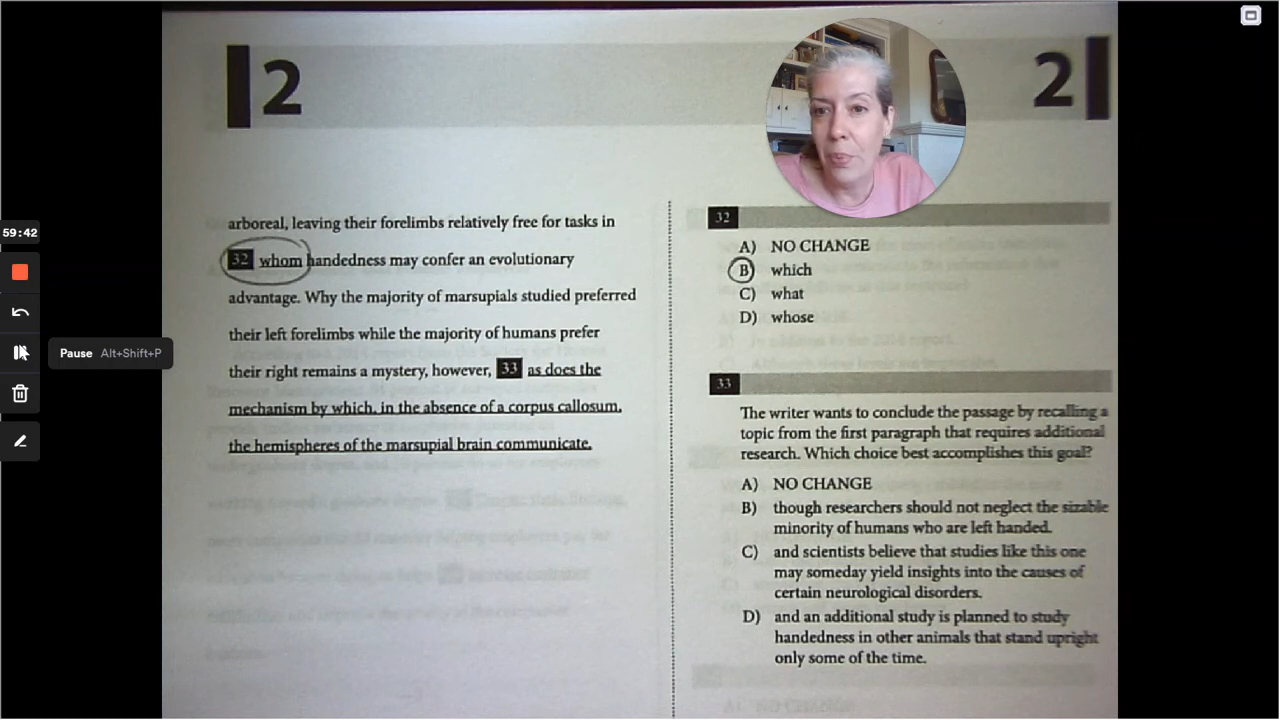 2
2
arboreal, leaving their forelimbs relatively free for tasks in
32 whom handedness may confer an evolutionary
advantage. Why the majority of marsupials studied preferred
their left forelimbs while the majority of humans prefer
their right remains a mystery, however, 33 as does the
mechanism by which, in the absence of a corpus callosum,
the hemispheres of the marsupial brain communicate.
32
A) NO CHANGE
B) which
C) what
D) whose
33
The writer wants to conclude the passage by recalling a
topic from the first paragraph that requires additional
research. Which choice best accomplishes this goal?
A) NO CHANGE
B) though researchers should not neglect the sizable
minority of humans who are left handed.
C) and scientists believe that studies like this one
may someday yield insights into the causes of
certain neurological disorders.
D) and an additional study is planned to study
handedness in other animals that stand upright
only some of the time.
59:42
Pause Alt+Shift+P